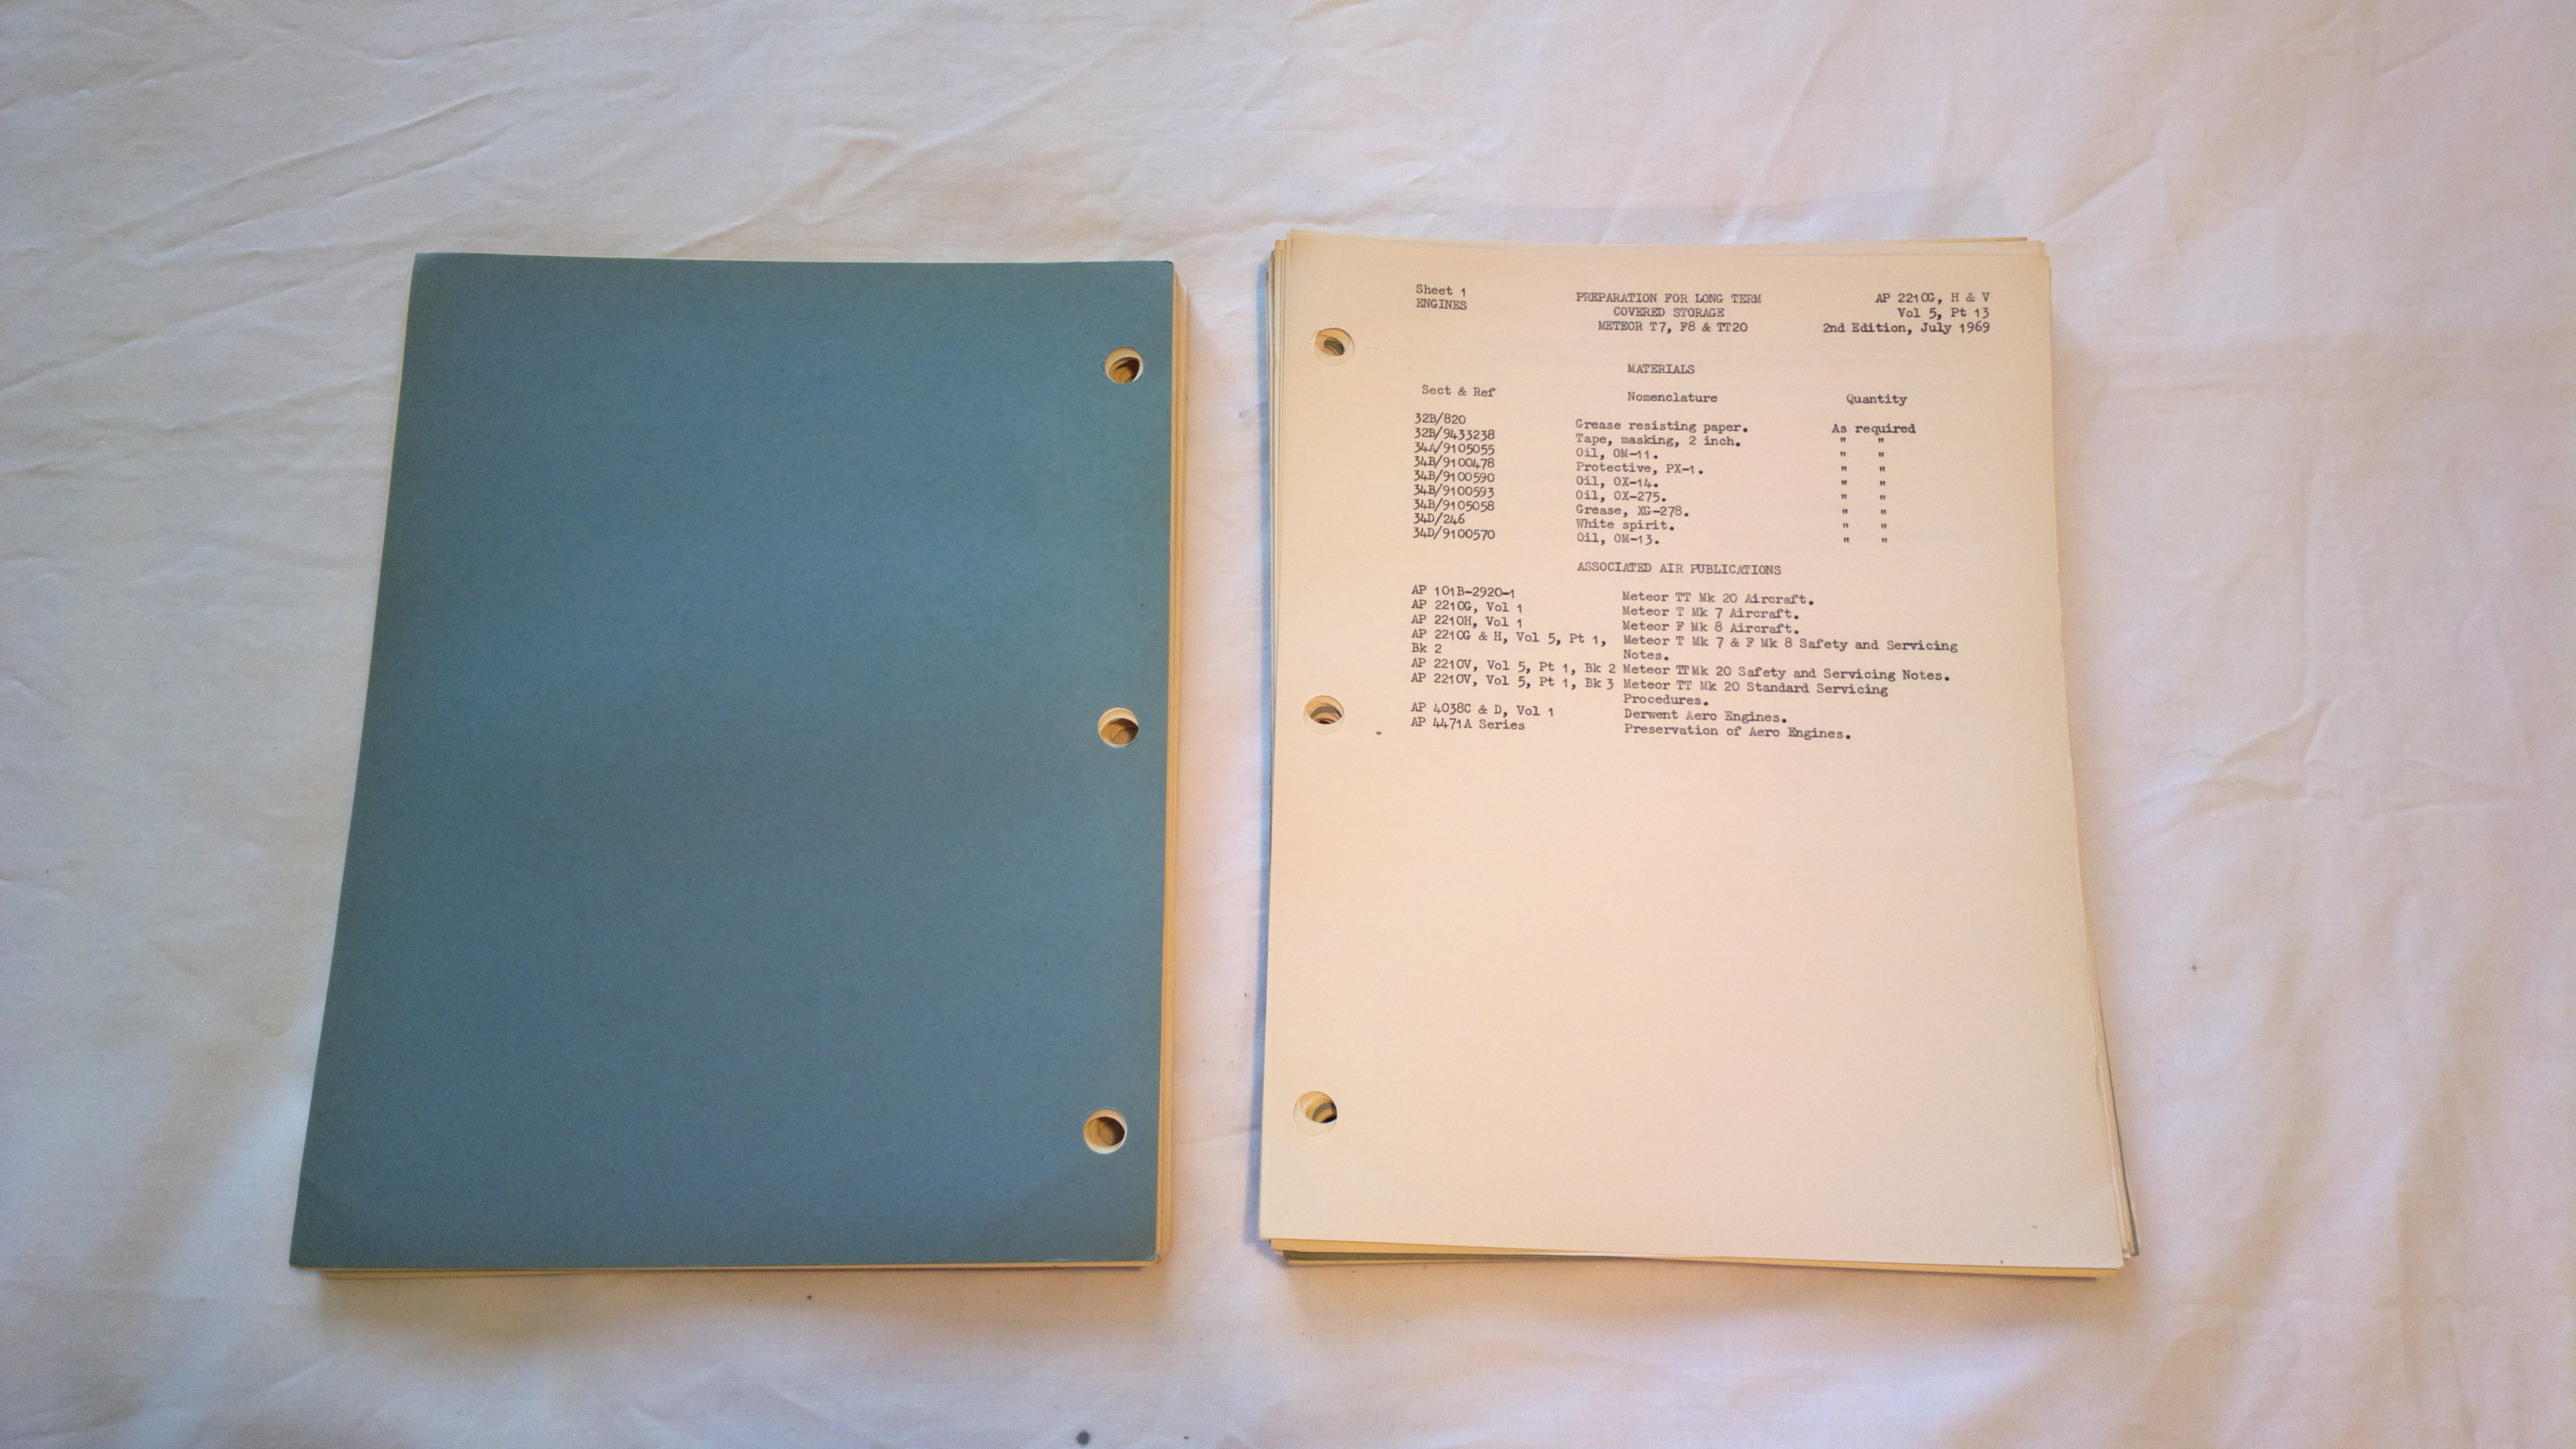 Sheet 1 PREPARATION FOR LONG TERM AP 2210G, H & V
ENGINES COVERED STORAGE Vol 5, Pt 13
METEOR T7, F8 & TT20 2nd Edition, July 1969
MATERIALS
Sect & Ref Nomenclature Quantity
32B/820 Grease resisting paper. As required
32B/9433238 Tape, masking, 2 inch. " "
34A/9105055 Oil, OM-11. " "
34B/9100478 Protective, PX-1. " "
34B/9100590 Oil, OX-14. " "
34B/9100593 Oil, OX-275. " "
34B/9105058 Grease, XG-278. " "
34D/246 White spirit. " "
34D/9100570 Oil, OM-13. " "
ASSOCIATED AIR PUBLICATIONS
AP 101B-2920-1 Meteor TT Mk 20 Aircraft.
AP 2210G, Vol 1 Meteor T Mk 7 Aircraft.
AP 2210H, Vol 1 Meteor F Mk 8 Aircraft.
AP 2210G & H, Vol 5, Pt 1, Meteor T Mk 7 & F Mk 8 Safety and Servicing
Bk 2 Notes.
AP 2210V, Vol 5, Pt 1, Bk 2 Meteor TT Mk 20 Safety and Servicing Notes.
AP 2210V, Vol 5, Pt 1, Bk 3 Meteor TT Mk 20 Standard Servicing
Procedures.
AP 4038C & D, Vol 1 Derwent Aero Engines.
AP 4471A Series Preservation of Aero Engines.